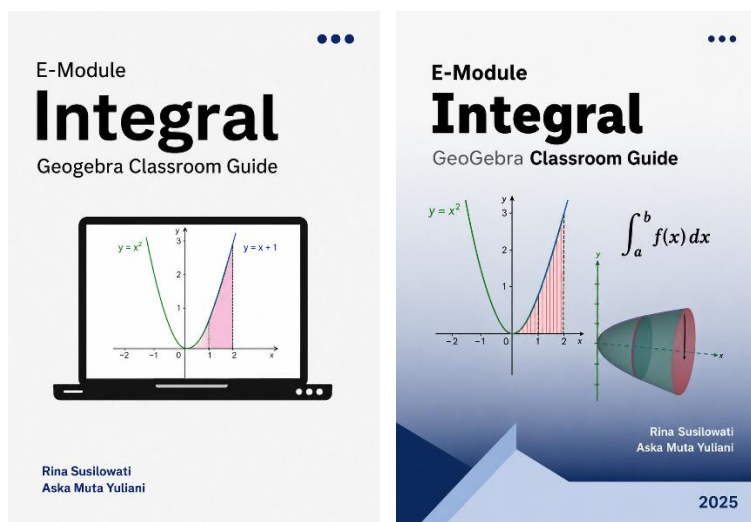 E-Module
Integral
Geogebra Classroom Guide
y
3
y = x²
y = x + 1
2
1
−2 −1 0 1 2 x
Rina Susilowati
Aska Muta Yuliani
E-Module
Integral
GeoGebra Classroom Guide
y
y = x²
3
2
1
−2 −1 0 1 2 x
∫ₐᵇ f(x) dx
y
x
Rina Susilowati
Aska Muta Yuliani
2025